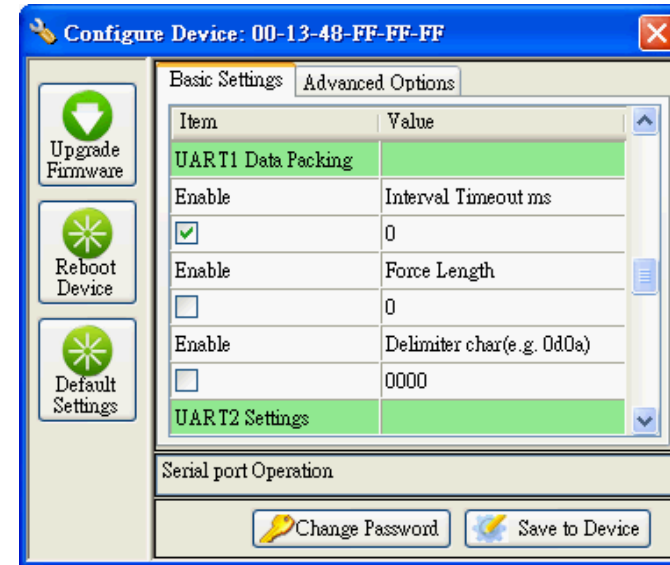 Configure Device: 00-13-48-FF-FF-FF
Basic Settings Advanced Options
Upgrade
Firmware
Reboot
Device
Default
Settings
Item Value
UART1 Data Packing
Enable Interval Timeout ms
0
Enable Force Length
0
Enable Delimiter char(e.g. 0d0a)
0000
UART2 Settings
Serial port Operation
Change Password Save to Device